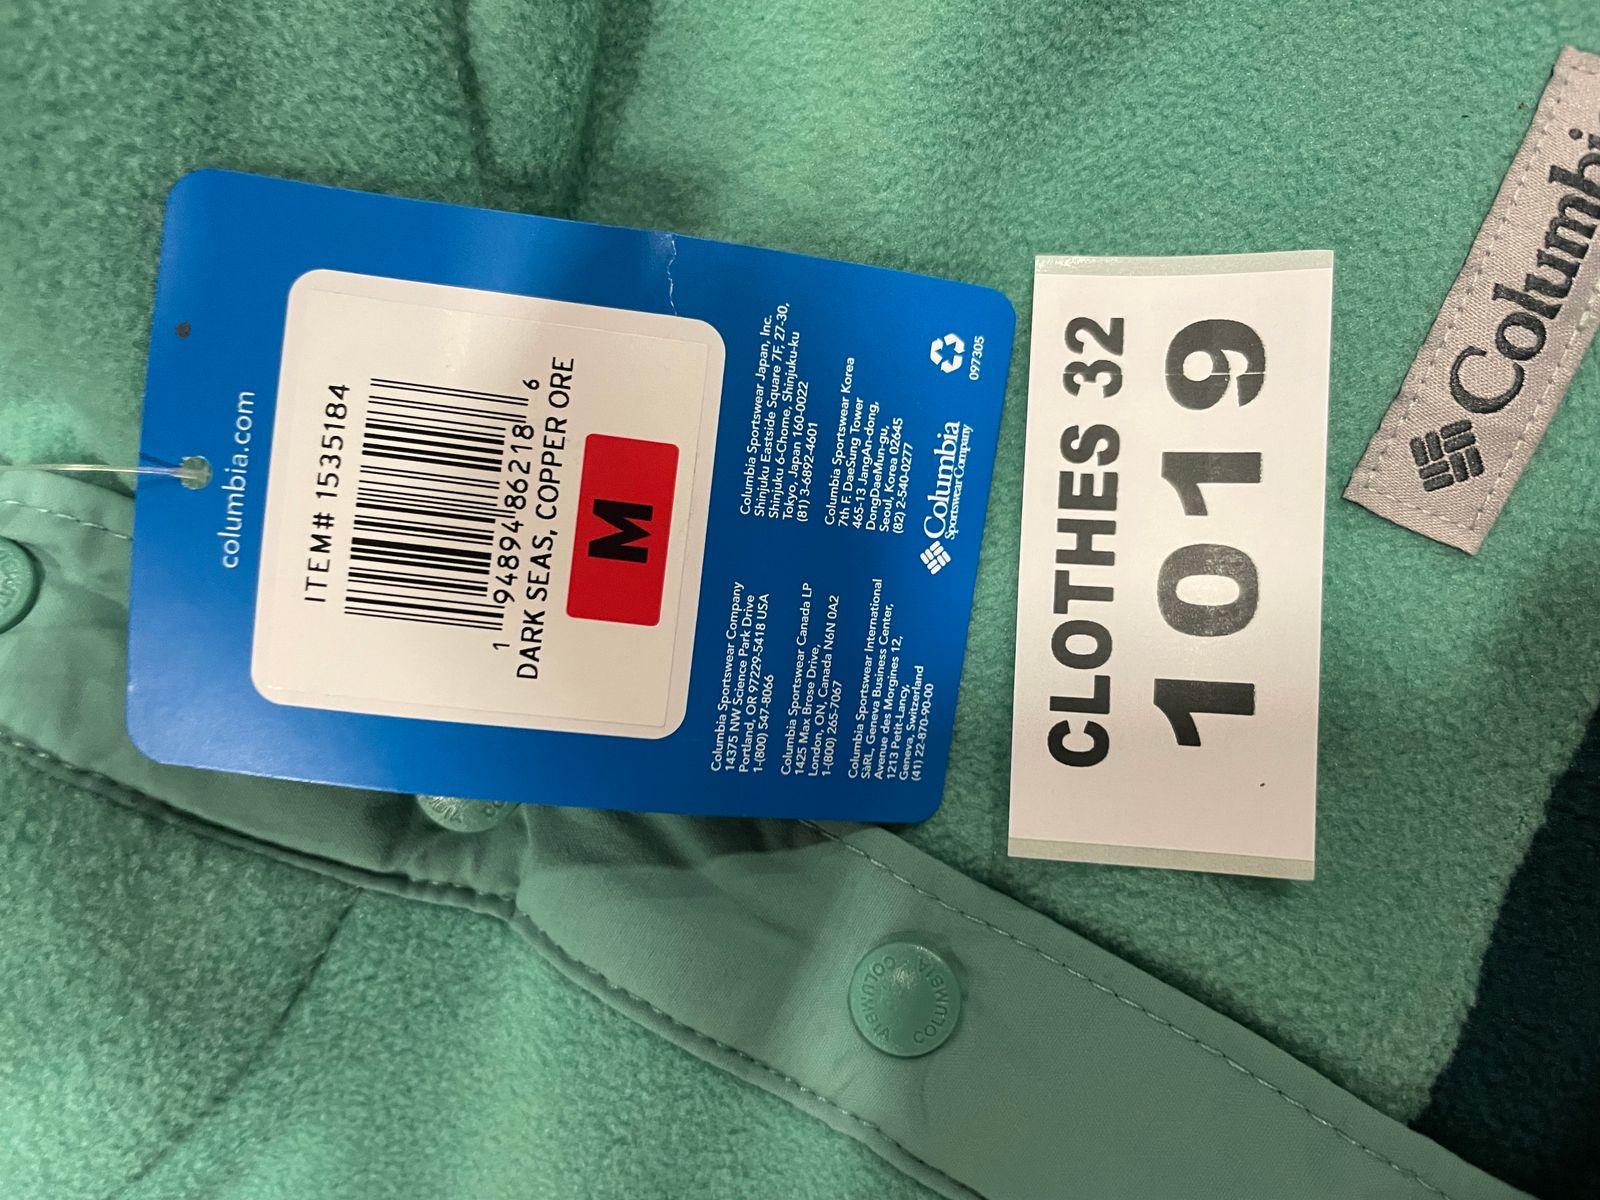 columbia.com
ITEM# 1535184
1 94894 86218 6
DARK SEAS, COPPER ORE
M
Columbia Sportswear Company
14375 NW Science Park Drive
Portland, OR 97229-5418 USA
1-(800) 547-8066
Columbia Sportswear Canada LP
1425 Max Brose Drive,
London, ON, Canada N6N 0A2
1-(800) 265-7067
Columbia Sportswear International
SàRL, Geneva Business Center,
Avenue des Morgines 12,
1213 Petit-Lancy,
Geneva, Switzerland
(41) 22-870-90-00
Columbia Sportswear Japan, Inc.
Shinjuku Eastside Square 7F, 27-30,
Shinjuku 6-Chome, Shinjuku-ku
Tokyo, Japan 160-0022
(81) 3-6892-4601
Columbia Sportswear Korea
7th F. DaeSung Tower
465-13 JangAn-dong,
DongDaeMun-gu,
Seoul, Korea 02645
(82) 2-540-0277
Columbia
Sportswear Company
097305
CLOTHES 32
1019
Columbi
COLUMBIA
COLUMBIA